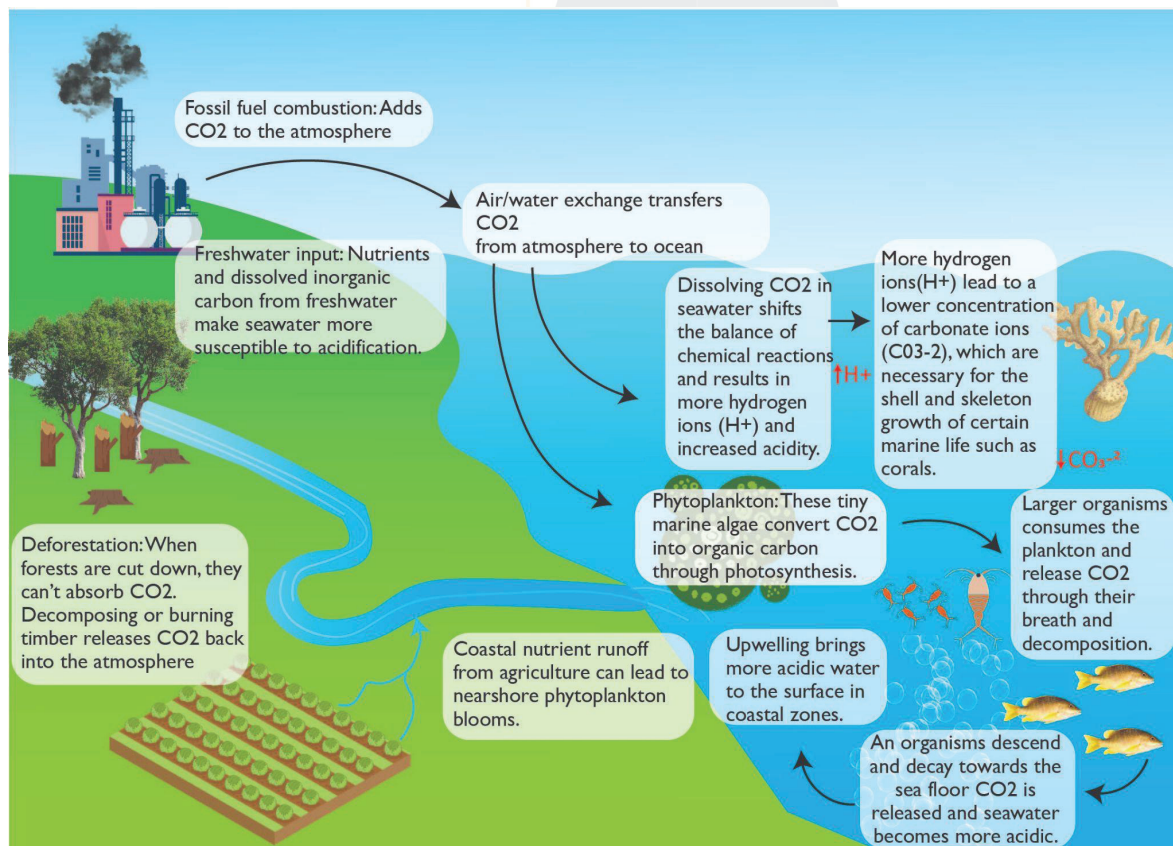 Fossil fuel combustion: Adds
CO2 to the atmosphere
Air/water exchange transfers
CO2
from atmosphere to ocean
Freshwater input: Nutrients
and dissolved inorganic
carbon from freshwater
make seawater more
susceptible to acidification.
Dissolving CO2 in
seawater shifts
the balance of
chemical reactions
and results in
more hydrogen
ions (H+) and
increased acidity.
↑H+
More hydrogen
ions(H+) lead to a
lower concentration
of carbonate ions
(C03-2), which are
necessary for the
shell and skeleton
growth of certain
marine life such as
corals.
↓CO₃-²
Phytoplankton: These tiny
marine algae convert CO2
into organic carbon
through photosynthesis.
Larger organisms
consumes the
plankton and
release CO2
through their
breath and
decomposition.
Deforestation: When
forests are cut down, they
can't absorb CO2.
Decomposing or burning
timber releases CO2 back
into the atmosphere
Coastal nutrient runoff
from agriculture can lead to
nearshore phytoplankton
blooms.
Upwelling brings
more acidic water
to the surface in
coastal zones.
An organisms descend
and decay towards the
sea floor CO2 is
released and seawater
becomes more acidic.